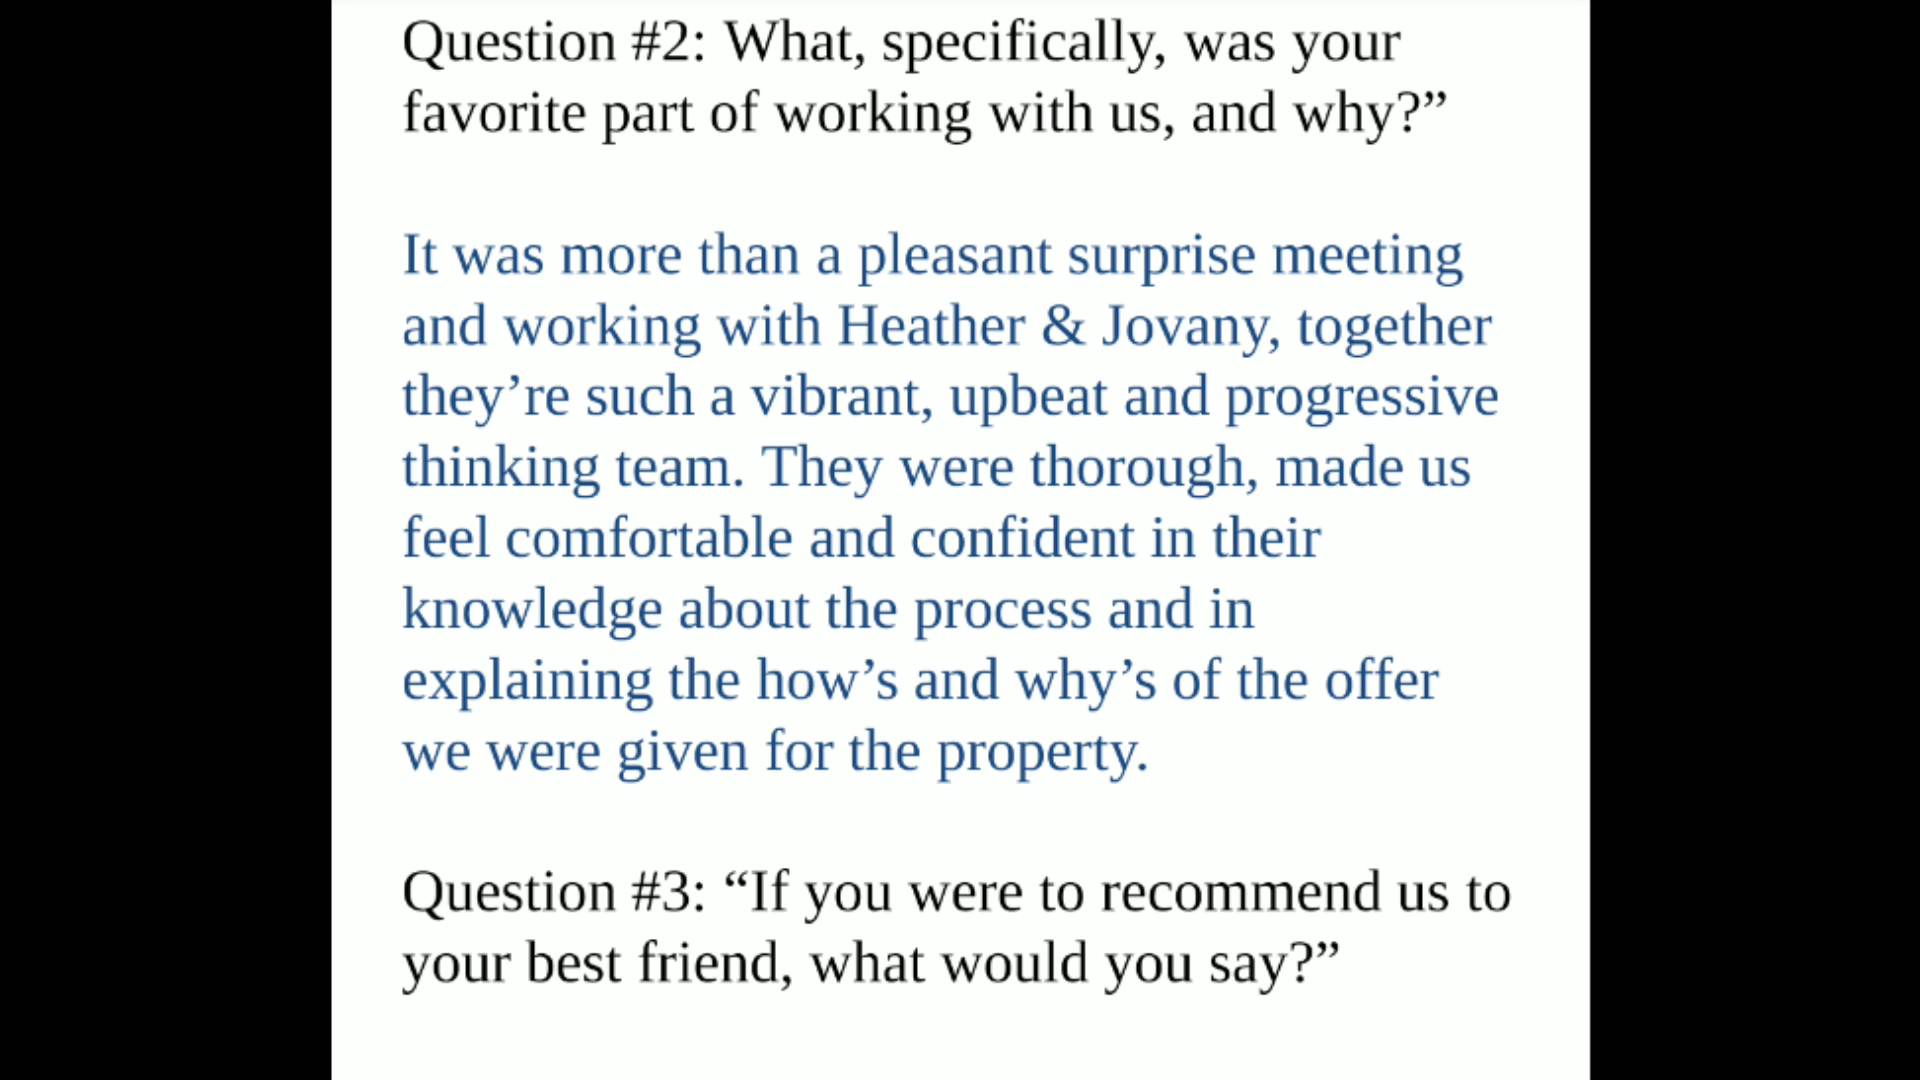 Question #2: What, specifically, was your
favorite part of working with us, and why?”
It was more than a pleasant surprise meeting
and working with Heather & Jovany, together
they’re such a vibrant, upbeat and progressive
thinking team. They were thorough, made us
feel comfortable and confident in their
knowledge about the process and in
explaining the how’s and why’s of the offer
we were given for the property.
Question #3: “If you were to recommend us to
your best friend, what would you say?”